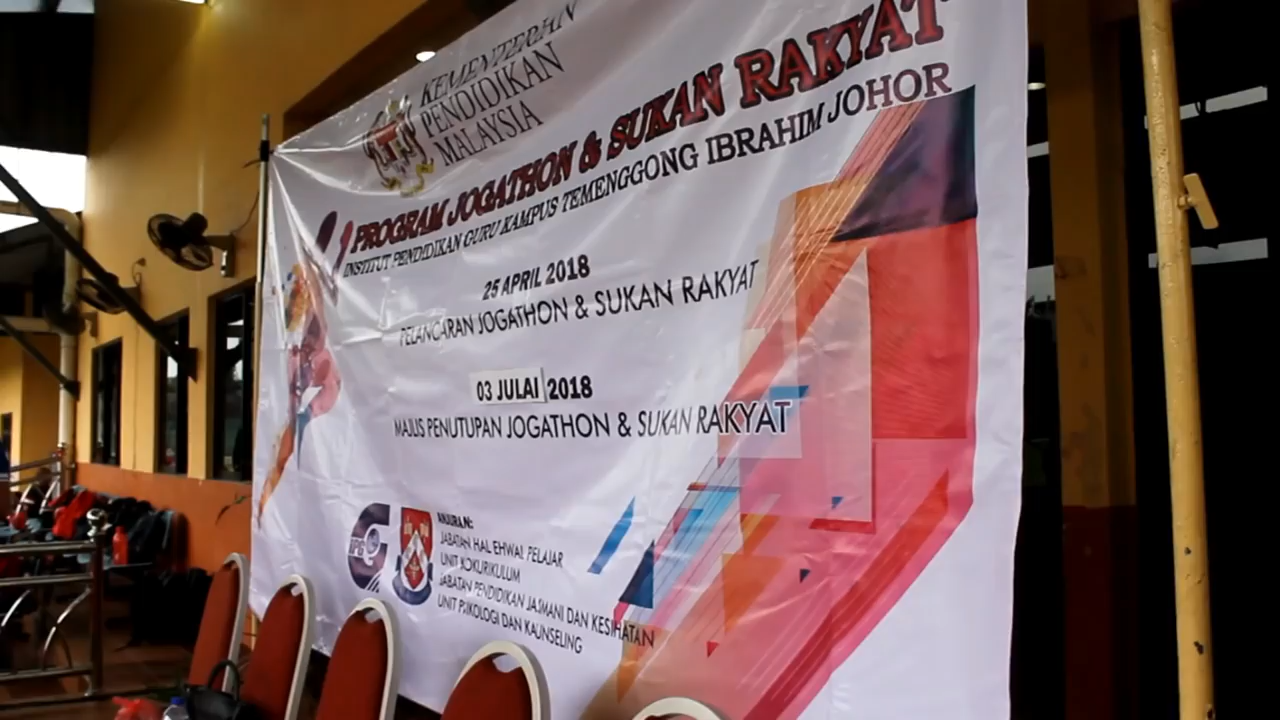 KEMENTERIAN
PENDIDIKAN
MALAYSIA
PROGRAM JOGATHON & SUKAN RAKYAT
INSTITUT PENDIDIKAN GURU KAMPUS TEMENGGONG IBRAHIM JOHOR
25 APRIL 2018
PELANCARAN JOGATHON & SUKAN RAKYAT
03 JULAI 2018
MAJLIS PENUTUPAN JOGATHON & SUKAN RAKYAT
IPG
ANJURAN:
JABATAN HAL EHWAL PELAJAR
UNIT KOKURIKULUM
JABATAN PENDIDIKAN JASMANI DAN KESIHATAN
UNIT PSIKOLOGI DAN KAUNSELING